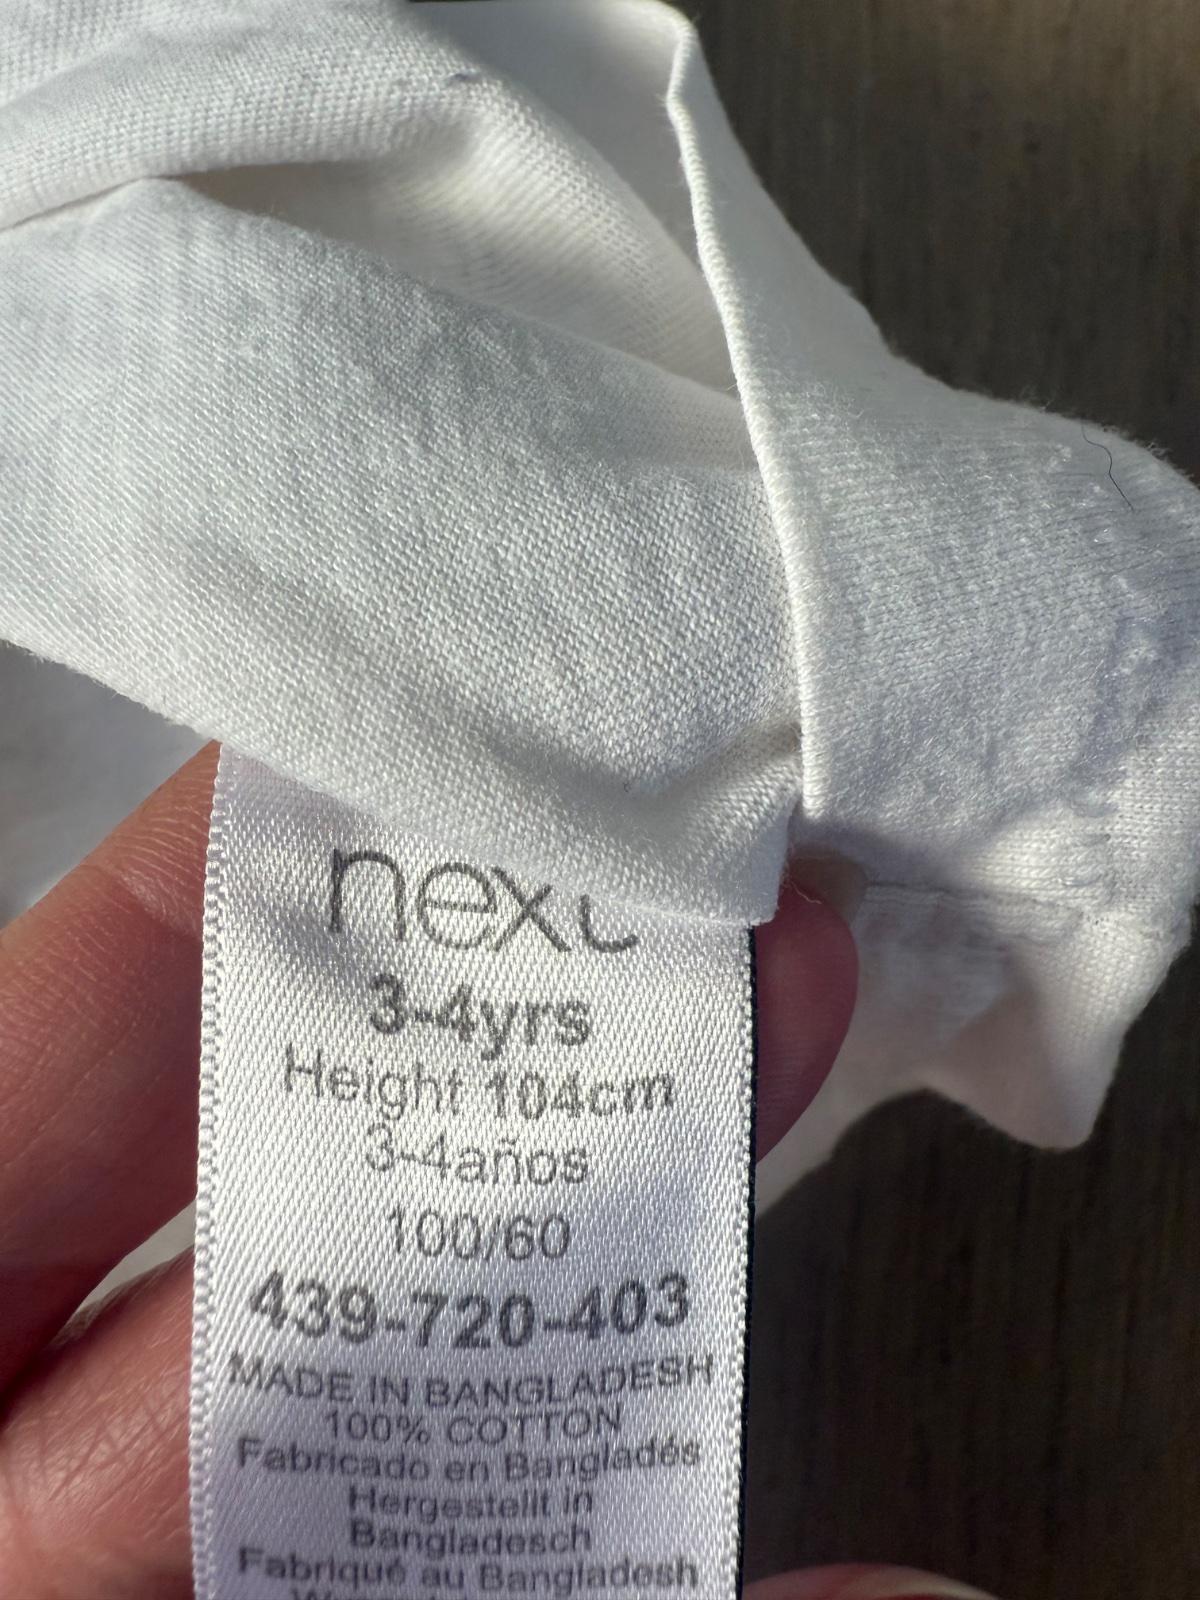 next
3-4yrs
Height 104cm
3-4años
100/60
439-720-403
MADE IN BANGLADESH
100% COTTON
Fabricado en Bangladés
Hergestellt in
Bangladesch
Fabriqué au Bangladesh